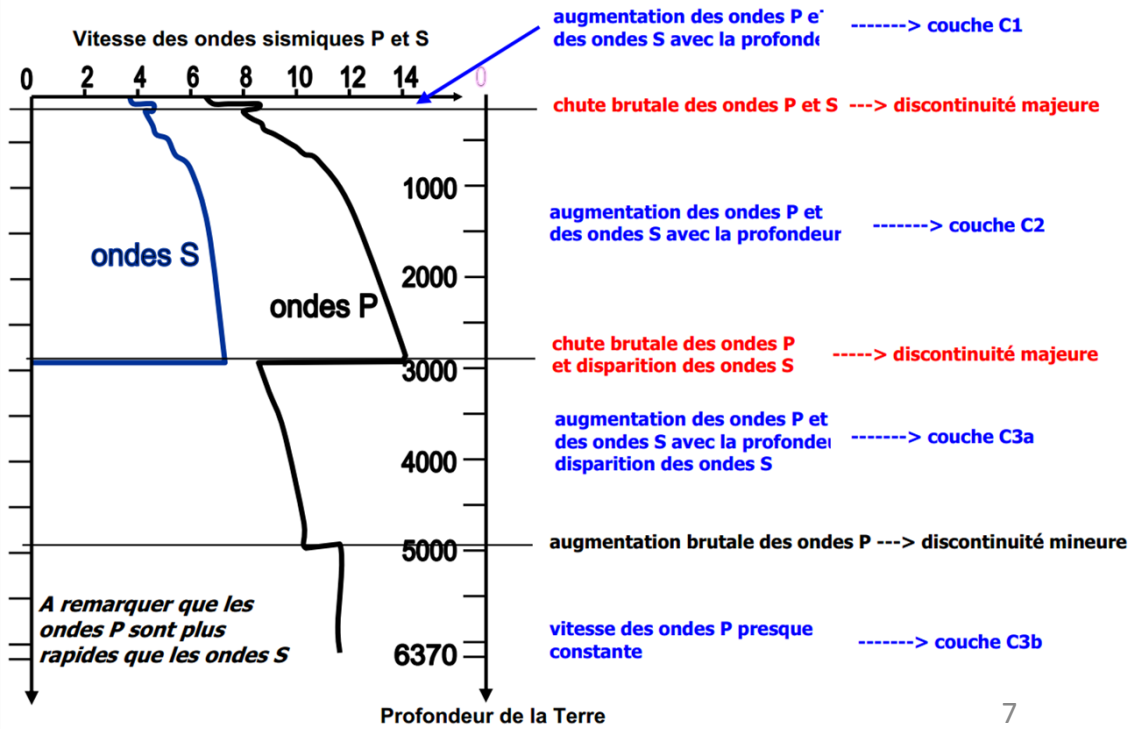 augmentation des ondes P e
des ondes S avec la profond
-------> couche C1
Vitesse des ondes sismiques P et S
0 2 4 6 8 10 12 14 0
chute brutale des ondes P et S ---> discontinuité majeure
1000
augmentation des ondes P et
des ondes S avec la profondeur
-------> couche C2
ondes S
2000
ondes P
chute brutale des ondes P
et disparition des ondes S
-----> discontinuité majeure
3000
augmentation des ondes P et
des ondes S avec la profonde
disparition des ondes S
-------> couche C3a
4000
augmentation brutale des ondes P ---> discontinuité mineure
5000
A remarquer que les
ondes P sont plus
rapides que les ondes S
vitesse des ondes P presque
constante
-------> couche C3b
6370
Profondeur de la Terre
7